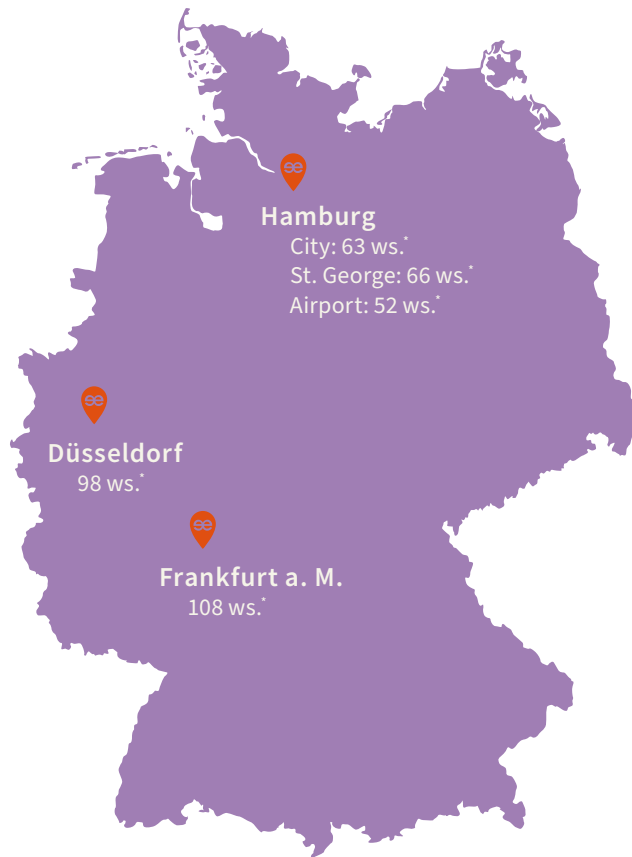 Hamburg
City: 63 ws.*
St. George: 66 ws.*
Airport: 52 ws.*
Düsseldorf
98 ws.*
Frankfurt a. M.
108 ws.*